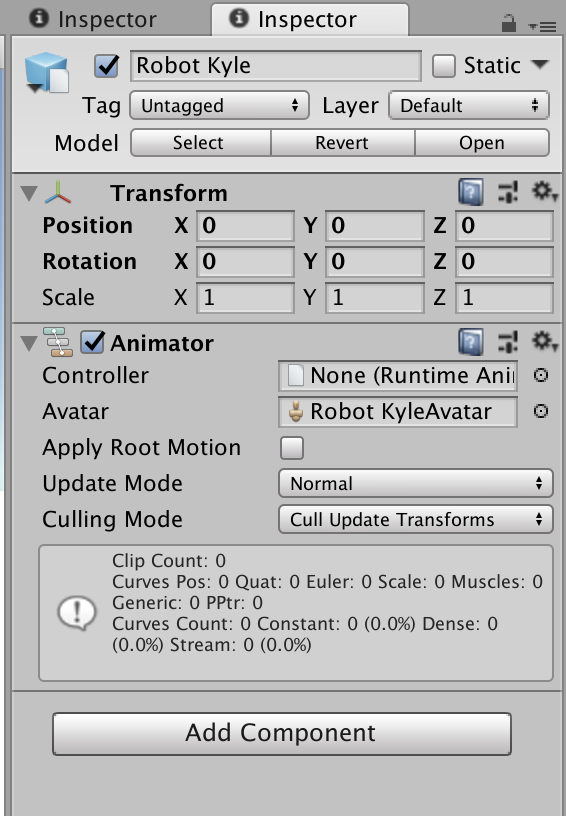 Inspector Inspector
Robot Kyle Static
Tag Untagged Layer Default
Model Select Revert Open
Transform
Position X 0 Y 0 Z 0
Rotation X 0 Y 0 Z 0
Scale X 1 Y 1 Z 1
Animator
Controller None (Runtime Ani
Avatar Robot KyleAvatar
Apply Root Motion
Update Mode Normal
Culling Mode Cull Update Transforms
Clip Count: 0
Curves Pos: 0 Quat: 0 Euler: 0 Scale: 0 Muscles: 0
Generic: 0 PPtr: 0
Curves Count: 0 Constant: 0 (0.0%) Dense: 0
(0.0%) Stream: 0 (0.0%)
Add Component